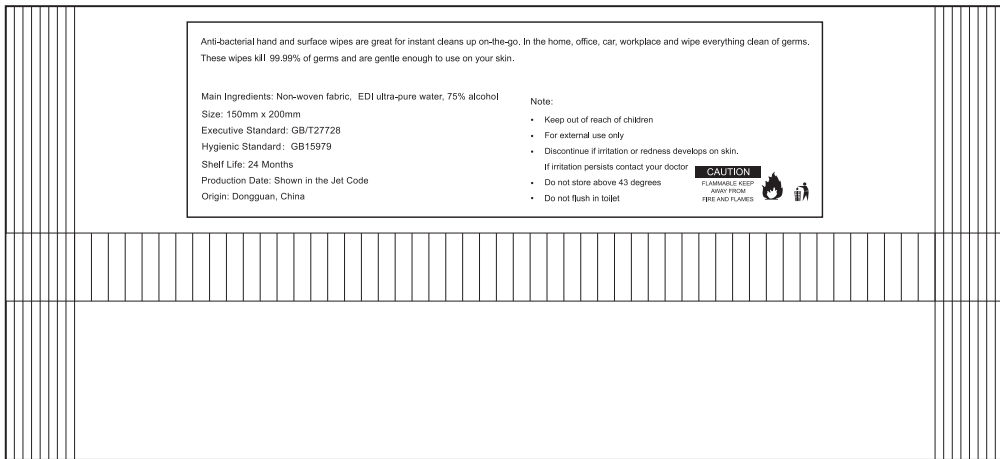 Anti-bacterial hand and surface wipes are great for instant cleans up on-the-go. In the home, office, car, workplace and wipe everything clean of germs.
These wipes kill 99.99% of germs and are gentle enough to use on your skin.
Main Ingredients: Non-woven fabric, EDI ultra-pure water, 75% alcohol
Size: 150mm x 200mm
Executive Standard: GB/T27728
Hygienic Standard: GB15979
Shelf Life: 24 Months
Production Date: Shown in the Jet Code
Origin: Dongguan, China
Note:
• Keep out of reach of children
• For external use only
• Discontinue if irritation or redness develops on skin.
If irritation persists contact your doctor
• Do not store above 43 degrees
• Do not flush in toilet
CAUTION
FLAMMABLE KEEP
AWAY FROM
FIRE AND FLAMES